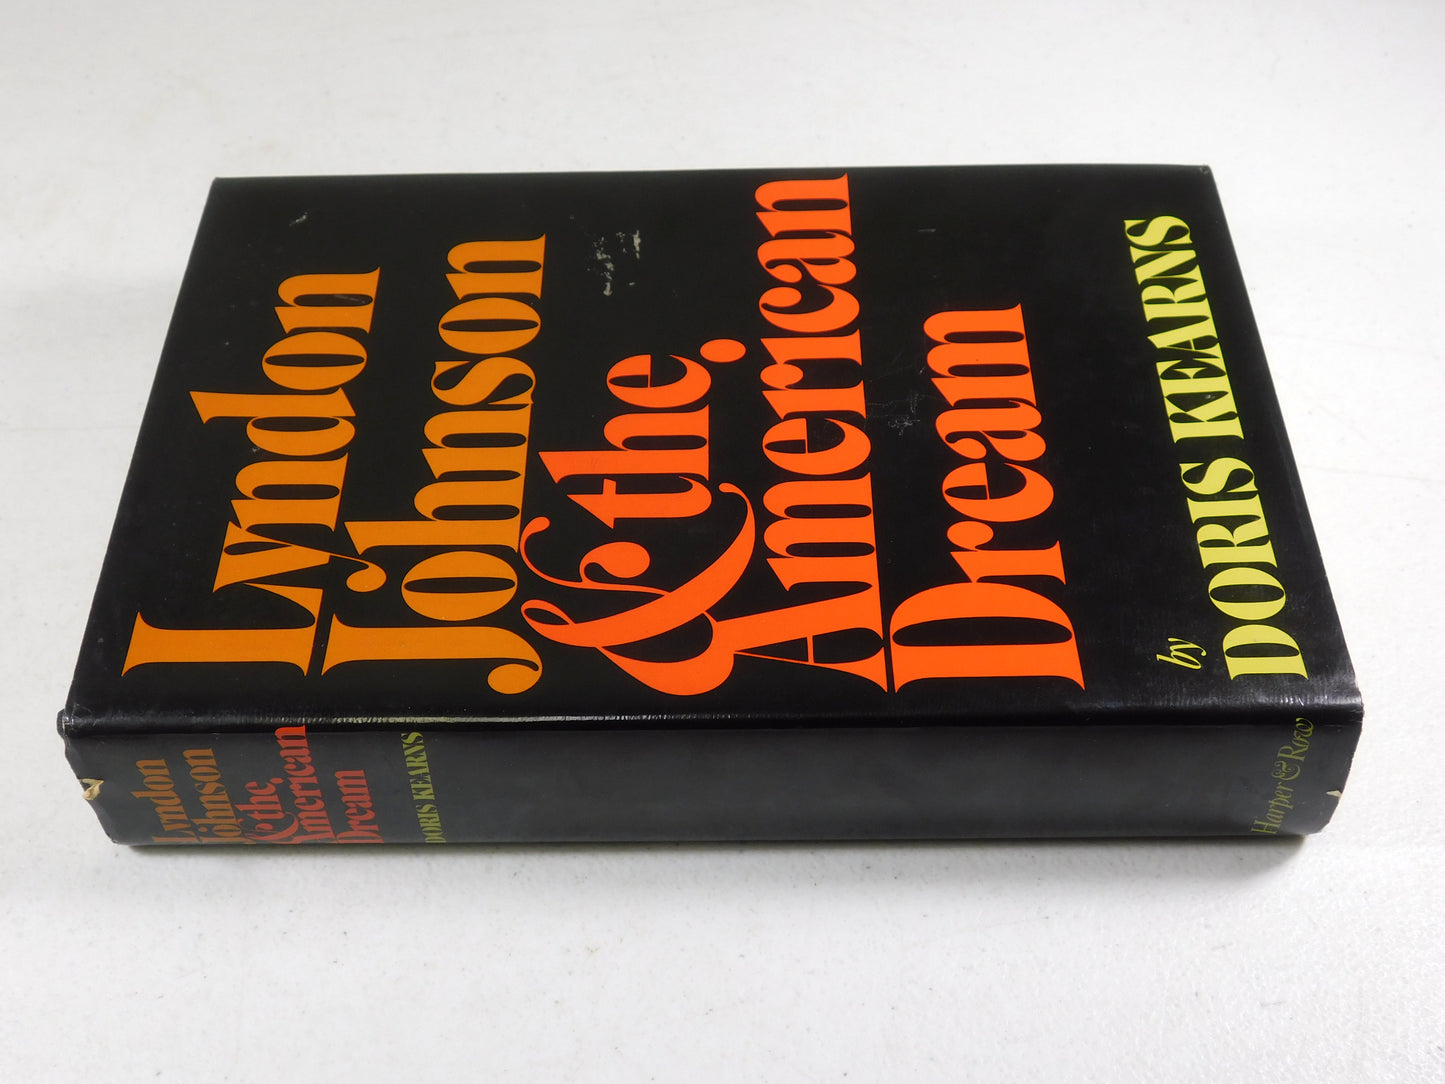 Lyndon
Johnson
& the
American
Dream
by
DORIS KEARNS
Lyndon
Johnson
& the
American
Dream
DORIS KEARNS
Harper & Row